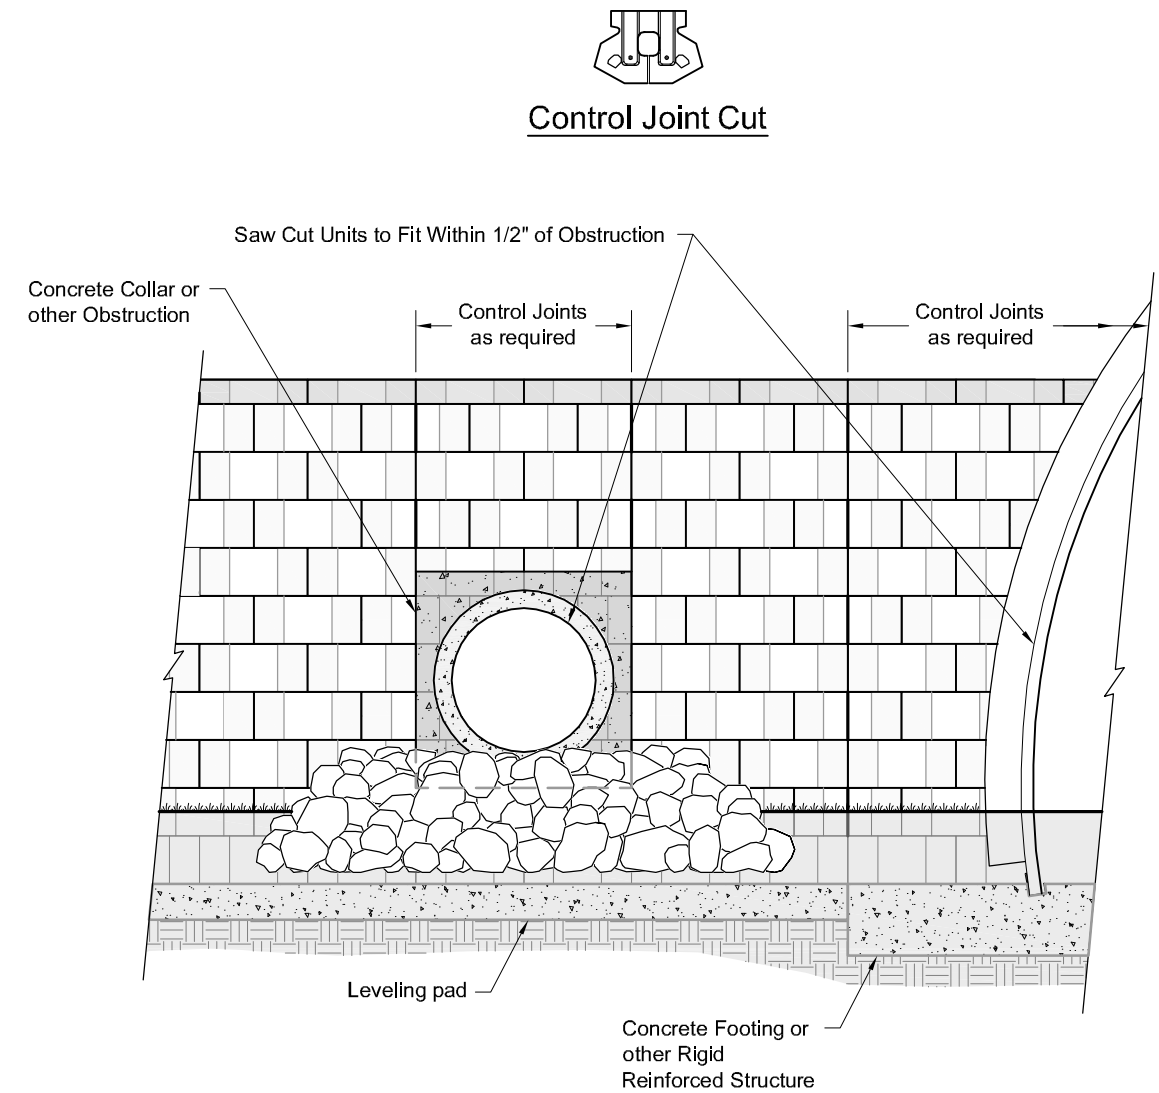 Control Joint Cut
Saw Cut Units to Fit Within 1/2" of Obstruction
Concrete Collar or
other Obstruction
Control Joints
as required
Control Joints
as required
Leveling pad
Concrete Footing or
other Rigid
Reinforced Structure